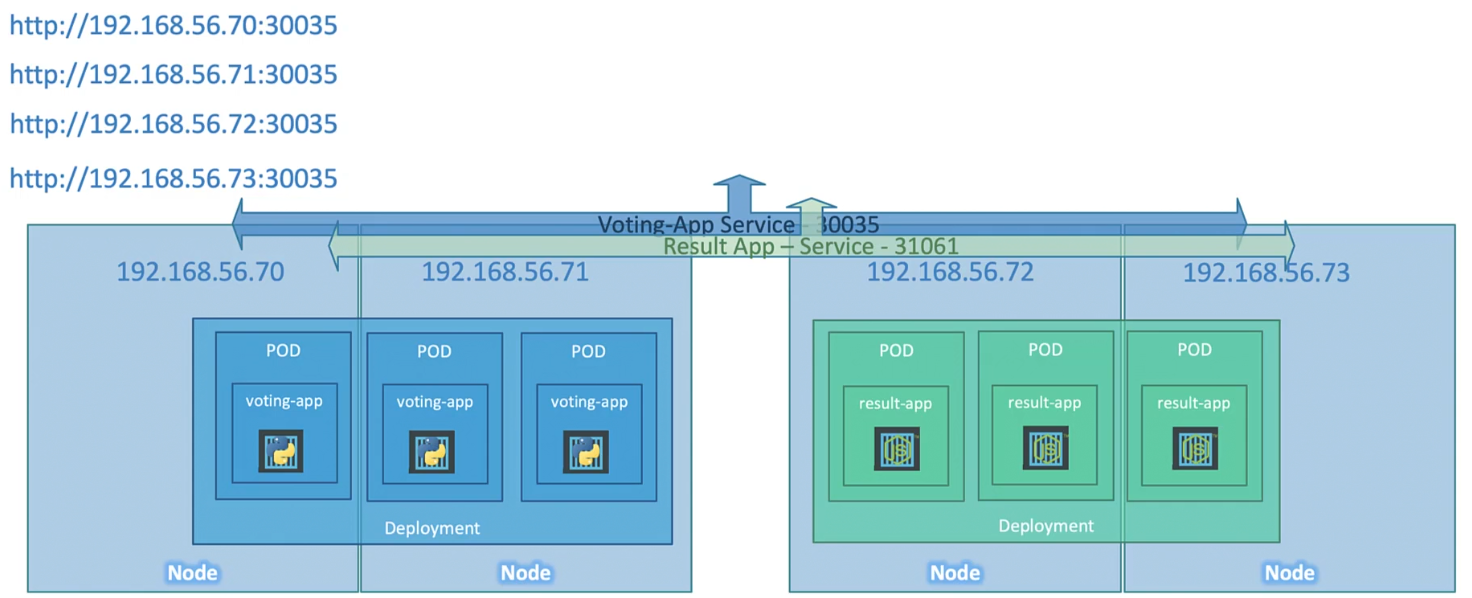 http://192.168.56.70:30035
http://192.168.56.71:30035
http://192.168.56.72:30035
http://192.168.56.73:30035
Voting-App Service - 30035
Result App – Service - 31061
192.168.56.70
192.168.56.71
192.168.56.72
192.168.56.73
POD
voting-app
POD
voting-app
POD
voting-app
Deployment
POD
result-app
POD
result-app
POD
result-app
Deployment
Node
Node
Node
Node